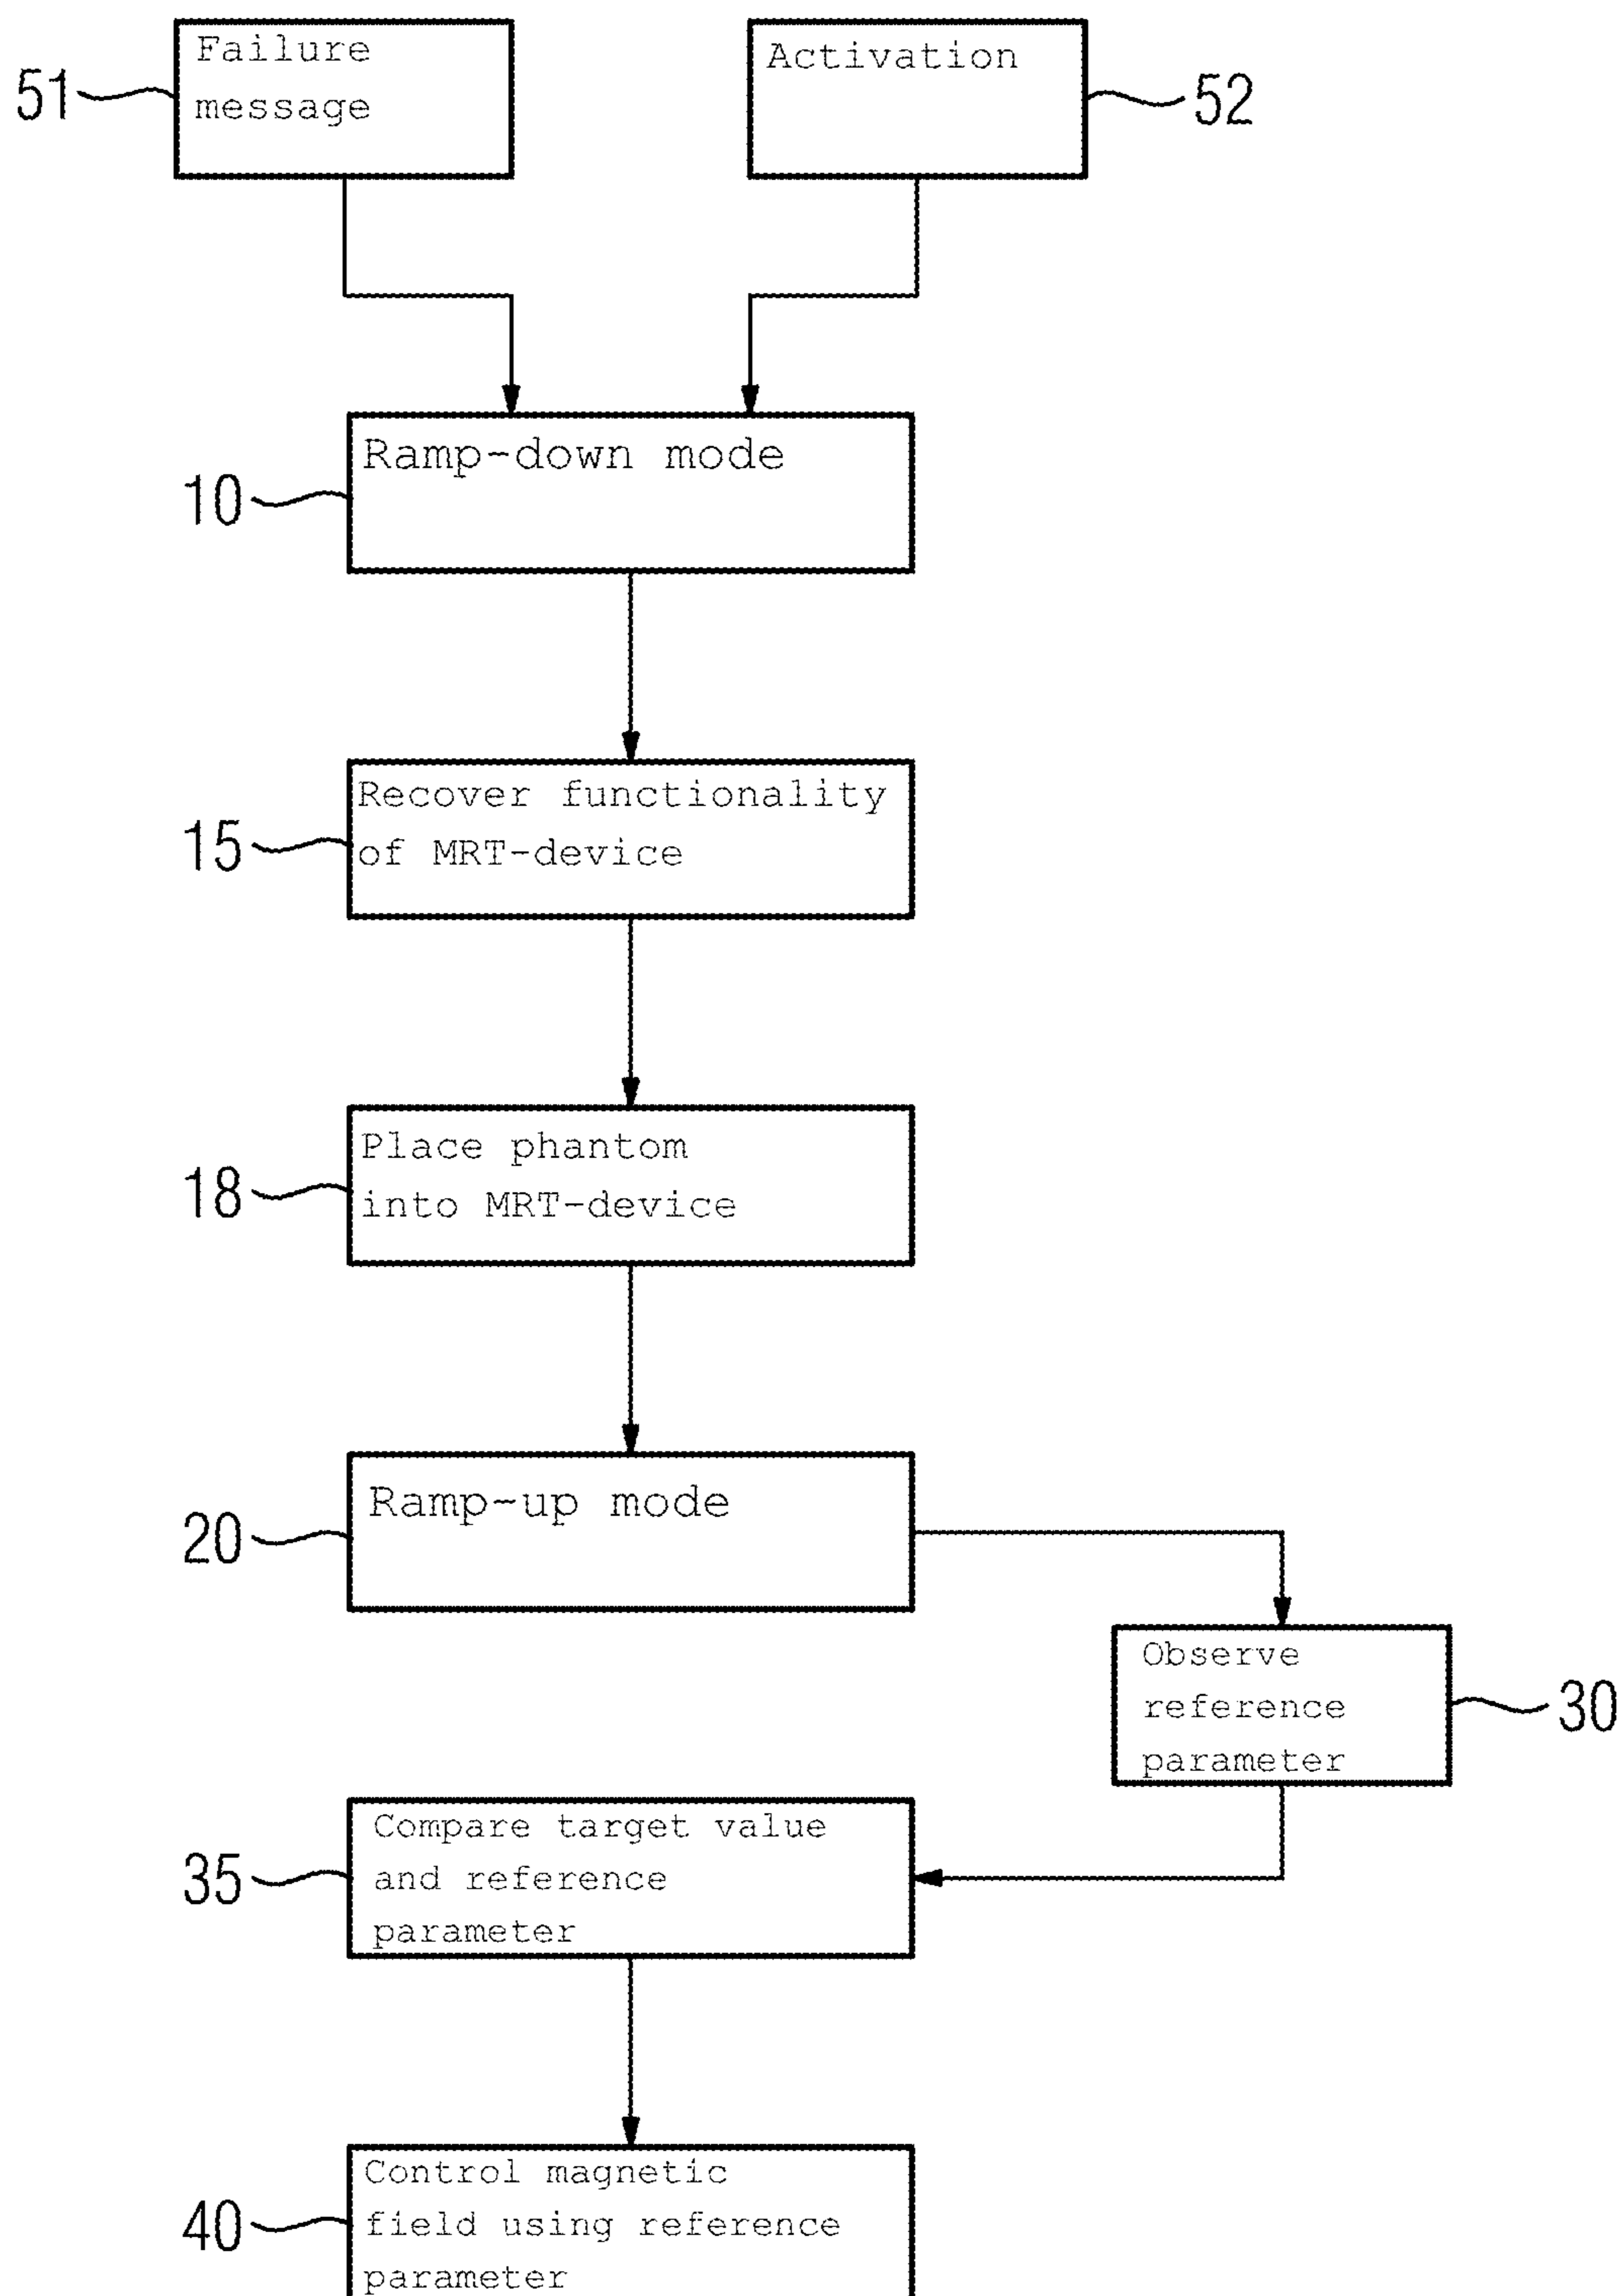 Failure
message
51
Activation
52
Ramp-down mode
10
Recover functionality
of MRT-device
15
Place phantom
into MRT-device
18
Ramp-up mode
20
Observe
reference
parameter
30
Compare target value
and reference
parameter
35
Control magnetic
field using reference
parameter
40